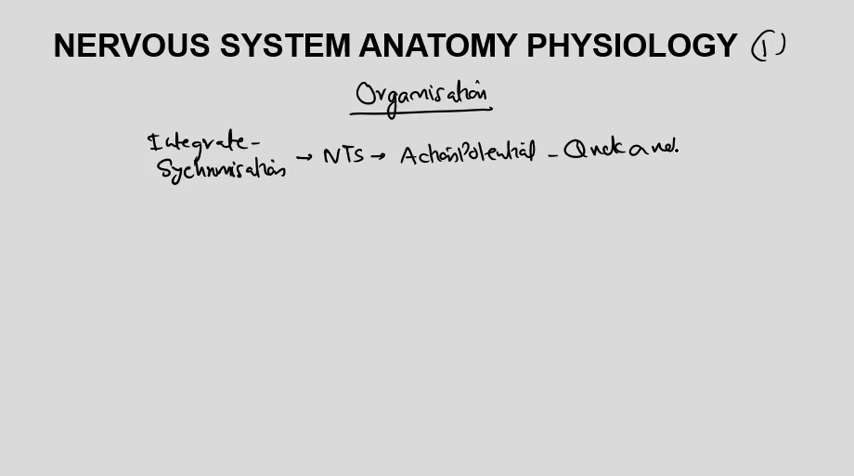 NERVOUS SYSTEM ANATOMY PHYSIOLOGY (1)
Organisation
Integrate -
Sychronisation → NTS → Action Potential - Quick and.